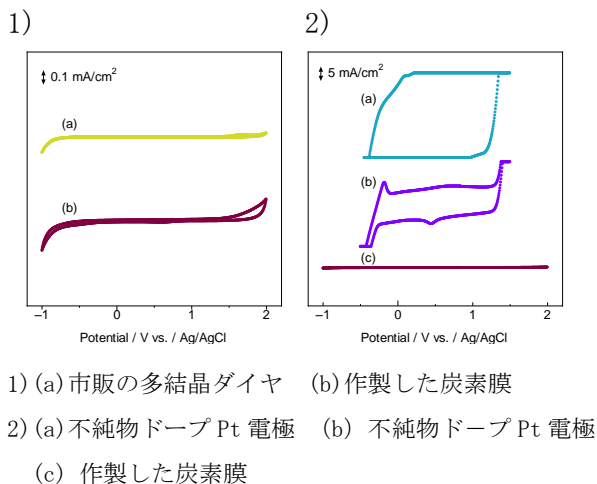 1)
2)
0.1 mA/cm²
5 mA/cm²
(a)
(b)
(a)
(b)
(c)
–1 0 1 2
–1 0 1 2
Potential / V vs. / Ag/AgCl
Potential / V vs. / Ag/AgCl
1)(a)市販の多結晶ダイヤ (b)作製した炭素膜
2)(a)不純物ドープ Pt 電極 (b) 不純物ドープ Pt 電極
(c) 作製した炭素膜